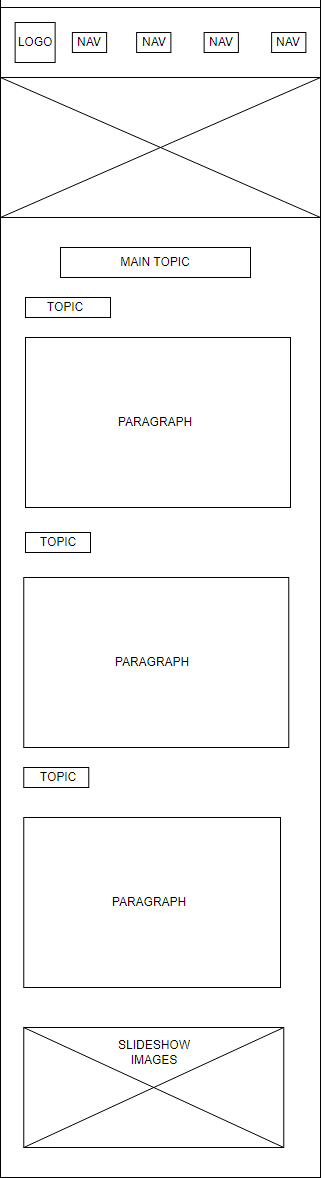 LOGO NAV NAV NAV NAV
MAIN TOPIC
TOPIC
PARAGRAPH
TOPIC
PARAGRAPH
TOPIC
PARAGRAPH
SLIDESHOW
IMAGES